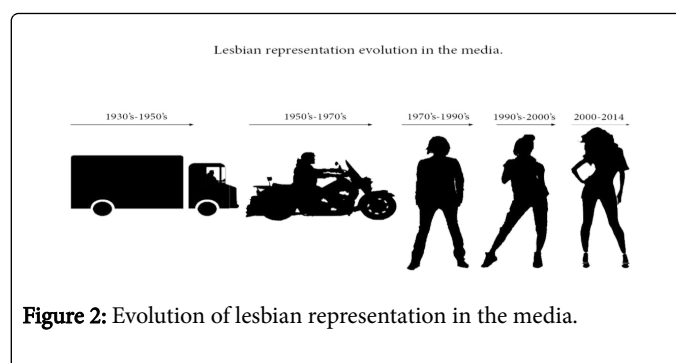 Lesbian representation evolution in the media.
1930's-1950's 1950's-1970's 1970's-1990's 1990's-2000's 2000-2014
Figure 2: Evolution of lesbian representation in the media.